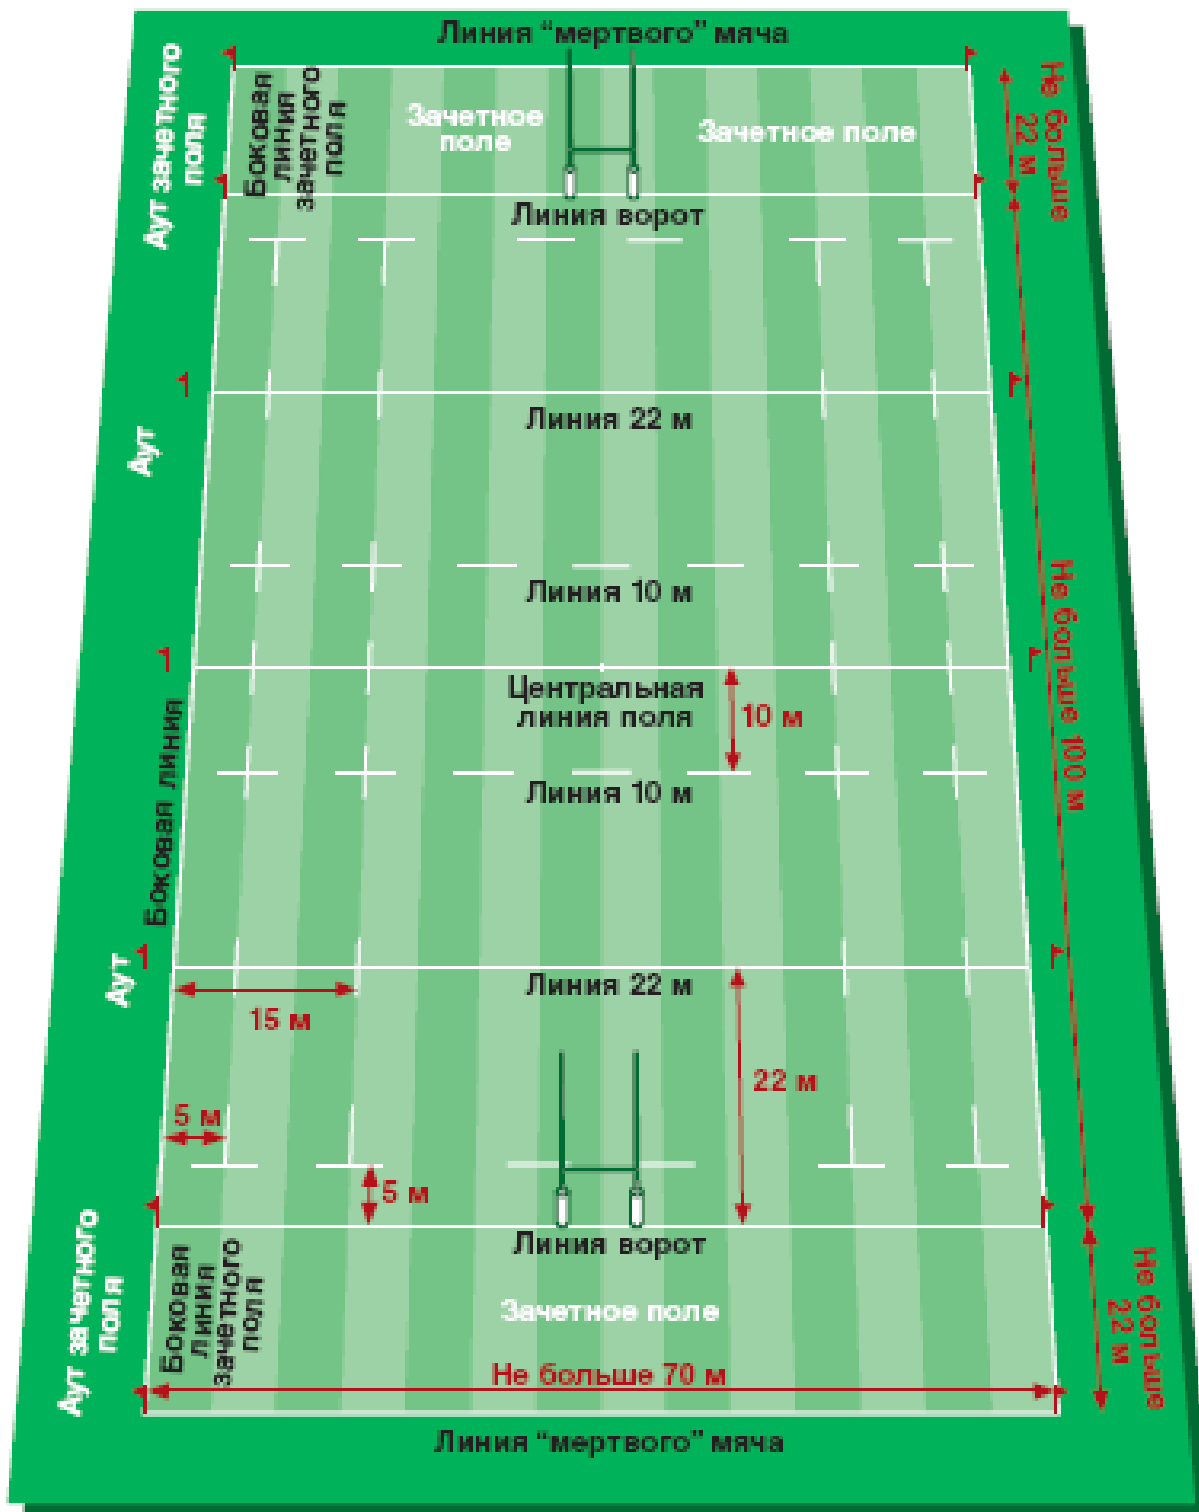 Линия “мертвого” мяча
Аут зачетного
поля
Боковая
линия
зачетного
поля
Зачетное
поле
Зачетное поле
Не больше
22 м
Линия ворот
Линия 22 м
Аут
Линия 10 м
Не больше 100 м
Центральная
линия поля
10 м
Боковая линия
Линия 10 м
Аут
Линия 22 м
15 м
22 м
5 м
5 м
Линия ворот
Аут зачетного
поля
Боковая
линия
зачетного
поля
Зачетное поле
Не больше
22 м
Не больше 70 м
Линия “мертвого” мяча